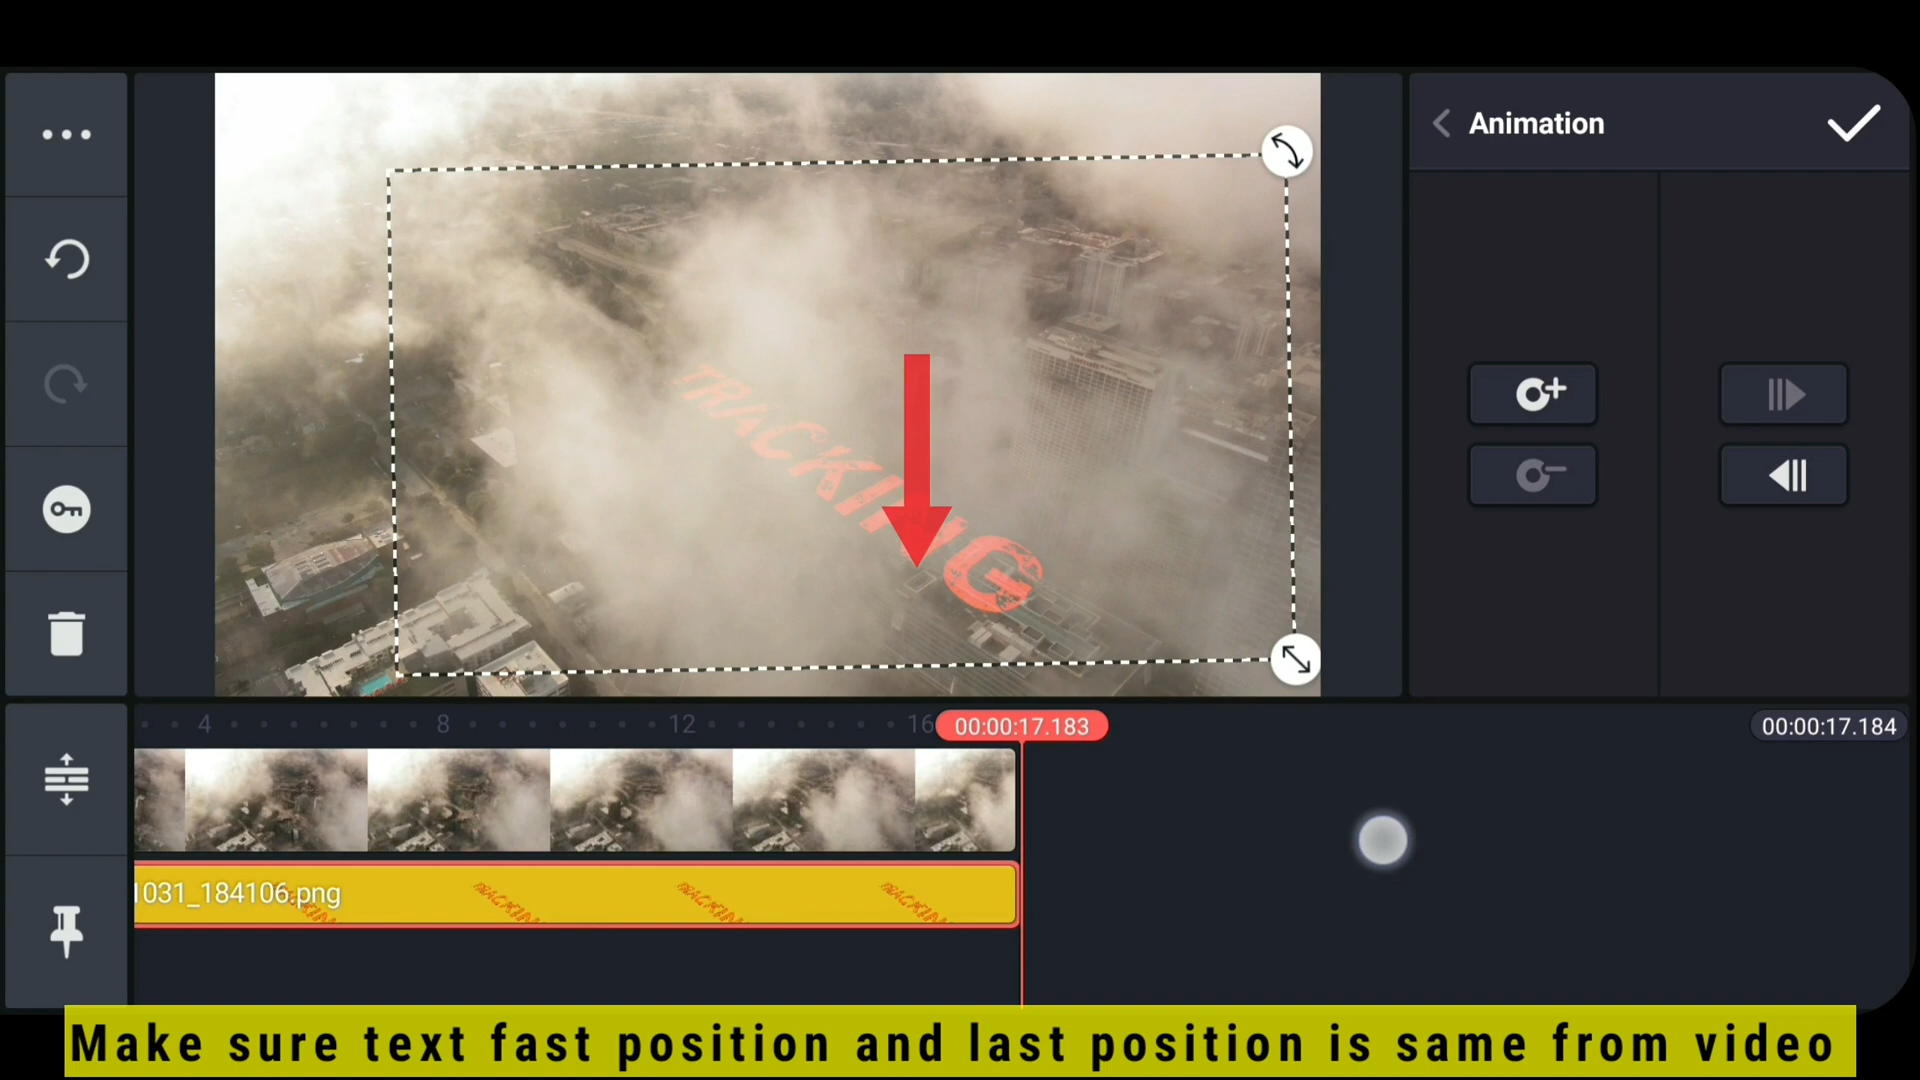 Animation
TRACKING
4
8
12
16
00:00:17.183
00:00:17.184
1031_184106.png
Make sure text fast position and last position is same from video